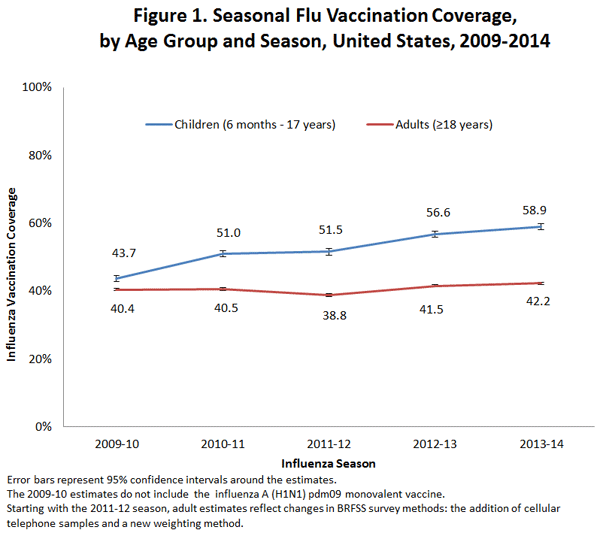 Figure 1. Seasonal Flu Vaccination Coverage,
by Age Group and Season, United States, 2009-2014
100%
Children (6 months - 17 years)
Adults (≥18 years)
80%
60%
40%
20%
0%
Influenza Vaccination Coverage
43.7
51.0
51.5
56.6
58.9
40.4
40.5
38.8
41.5
42.2
2009-10
2010-11
2011-12
2012-13
2013-14
Influenza Season
Error bars represent 95% confidence intervals around the estimates.
The 2009-10 estimates do not include the influenza A (H1N1) pdm09 monovalent vaccine.
Starting with the 2011-12 season, adult estimates reflect changes in BRFSS survey methods: the addition of cellular
telephone samples and a new weighting method.